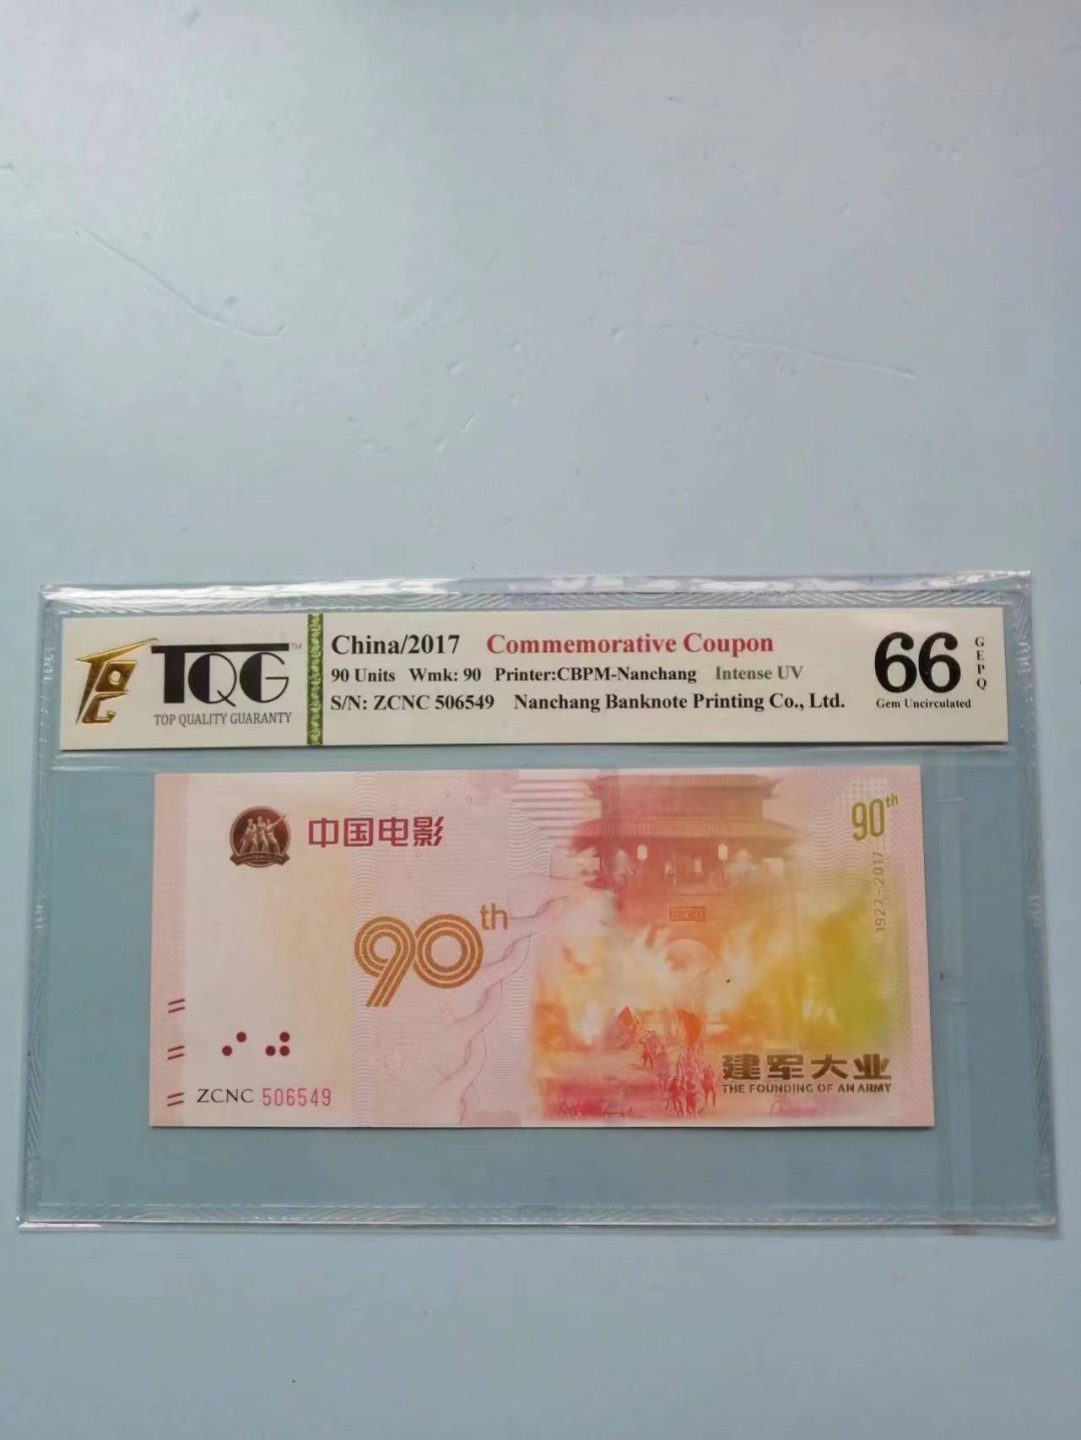 TQG™
TOP QUALITY GUARANTY
China/2017 Commemorative Coupon
90 Units Wmk: 90 Printer:CBPM-Nanchang Intense UV
S/N: ZCNC 506549 Nanchang Banknote Printing Co., Ltd.
66
GEPQ
Gem Uncirculated
中国电影
90th
1927-2017
90th
建军大业
THE FOUNDING OF AN ARMY
ZCNC 506549